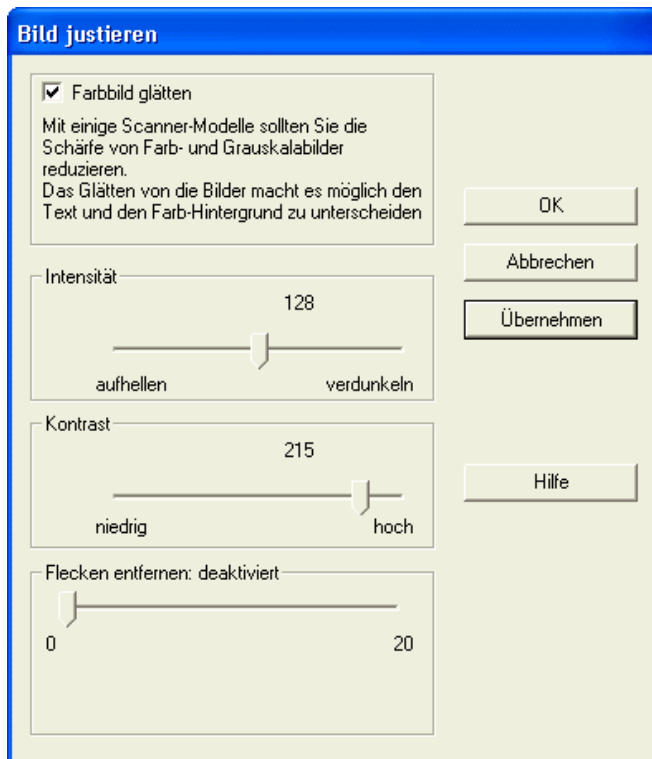 Bild justieren
Farbbild glätten
Mit einige Scanner-Modelle sollten Sie die
Schärfe von Farb- und Grauskalabilder
reduzieren.
Das Glätten von die Bilder macht es möglich den
Text und den Farb-Hintergrund zu unterscheiden
OK
Abbrechen
Übernehmen
Hilfe
Intensität
128
aufhellen verdunkeln
Kontrast
215
niedrig hoch
Flecken entfernen: deaktiviert
0 20